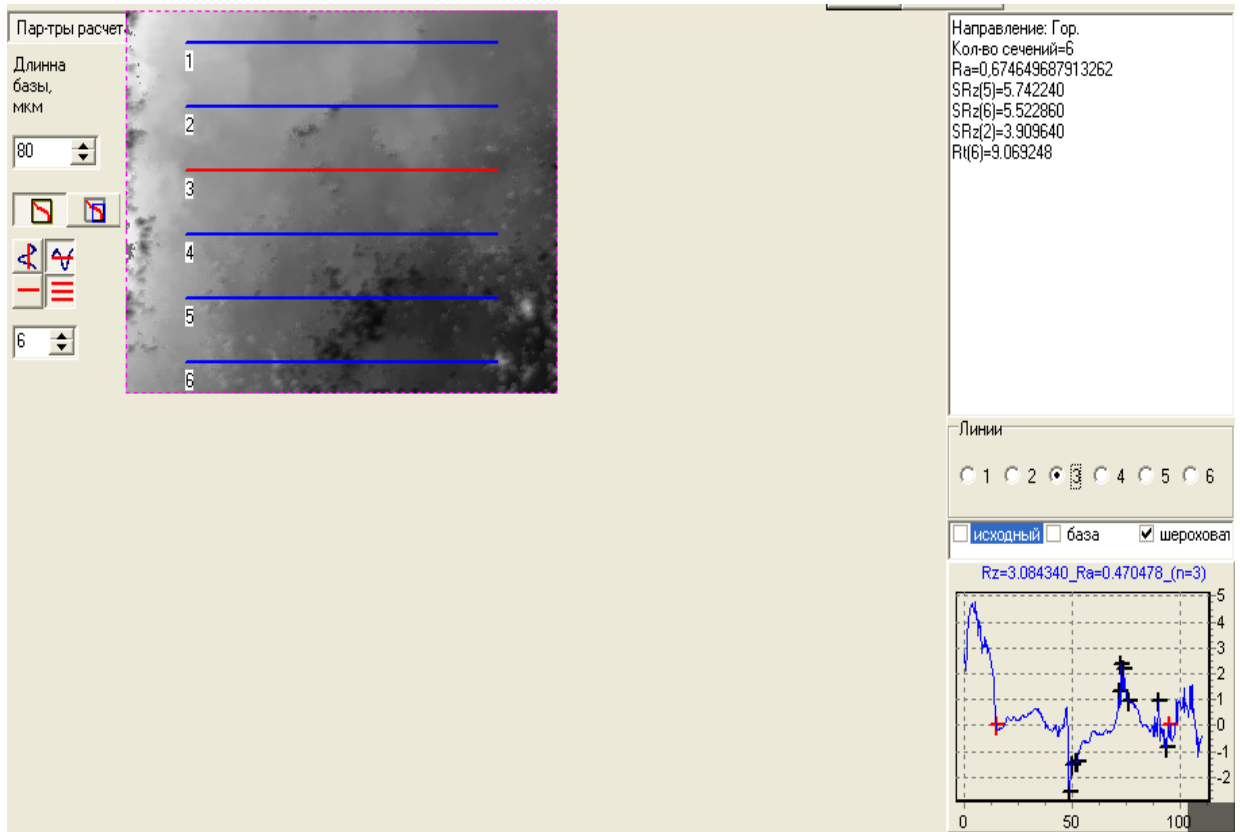 Пар-тры расчет
Длинна
базы,
мкм
80
6
1
2
3
4
5
6
Направление: Гор.
Кол-во сечений=6
Ra=0,674649687913262
SRz(5)=5.742240
SRz(6)=5.522860
SRz(2)=3.909640
Rt(6)=9.069248
Линии
1 2 3 4 5 6
исходный база шероховат
Rz=3.084340_Ra=0.470478_(n=3)
5
4
3
2
1
0
-1
-2
0 50 100